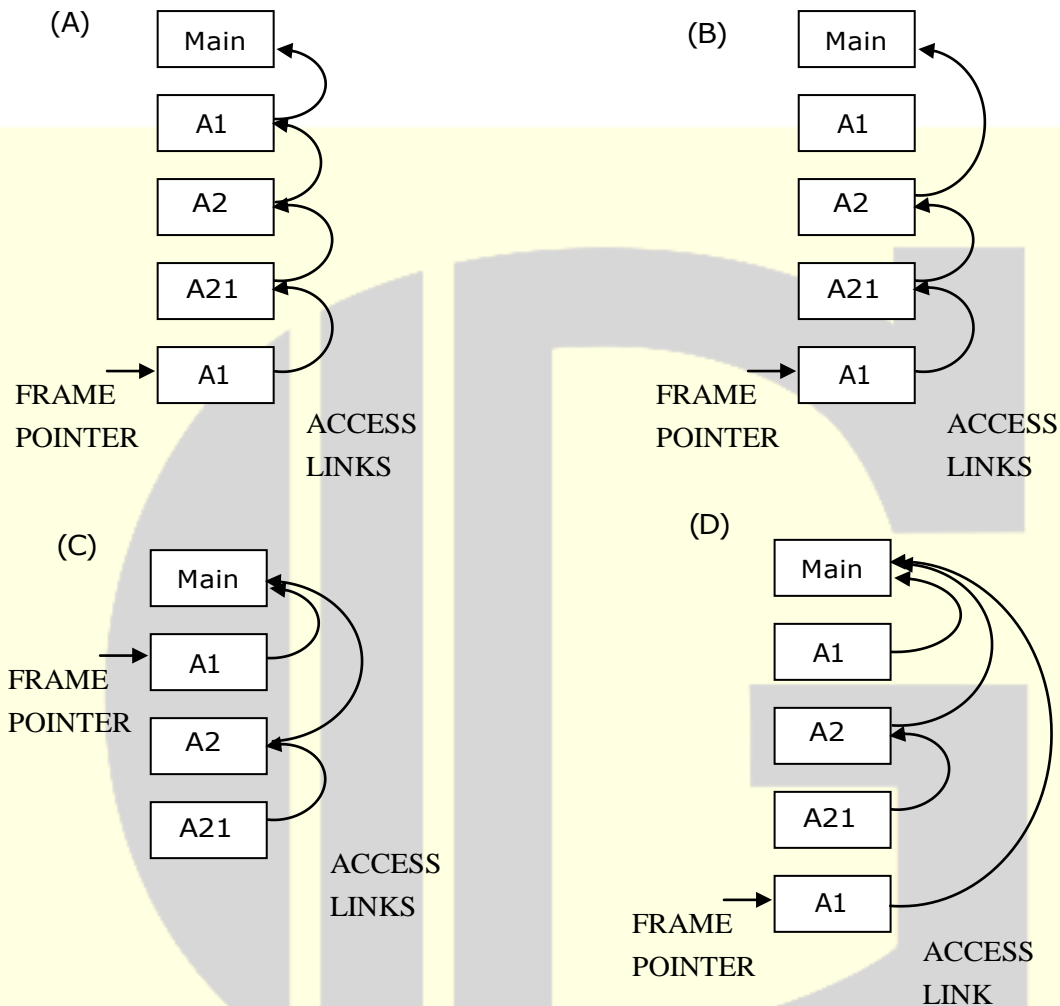 (A)
Main
A1
A2
A21
A1
FRAME
POINTER
ACCESS
LINKS
(B)
Main
A1
A2
A21
A1
FRAME
POINTER
ACCESS
LINKS
(C)
Main
A1
FRAME
POINTER
A2
A21
ACCESS
LINKS
(D)
Main
A1
A2
A21
A1
FRAME
POINTER
ACCESS
LINK